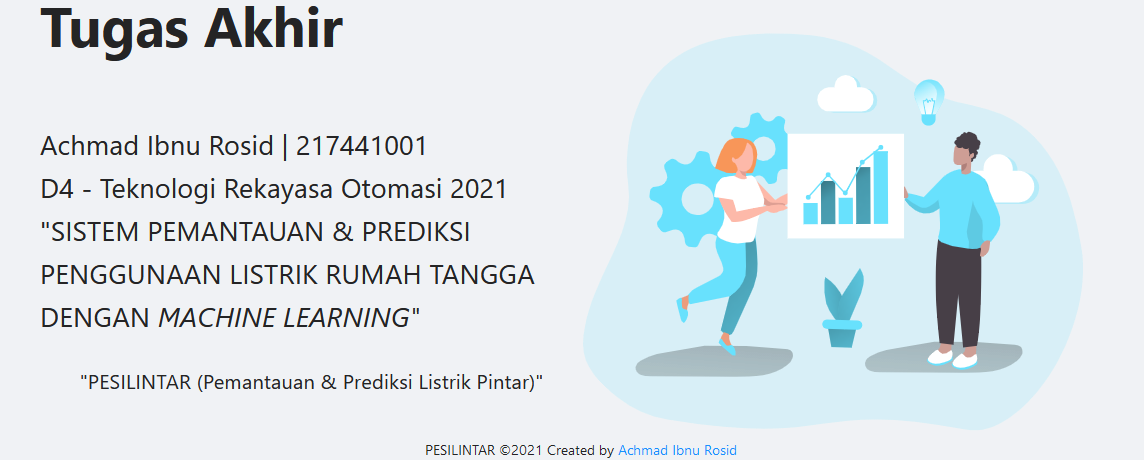 Tugas Akhir
Achmad Ibnu Rosid | 217441001
D4 - Teknologi Rekayasa Otomasi 2021
"SISTEM PEMANTAUAN & PREDIKSI
PENGGUNAAN LISTRIK RUMAH TANGGA
DENGAN MACHINE LEARNING"
"PESILINTAR (Pemantauan & Prediksi Listrik Pintar)"
PESILINTAR ©2021 Created by Achmad Ibnu Rosid